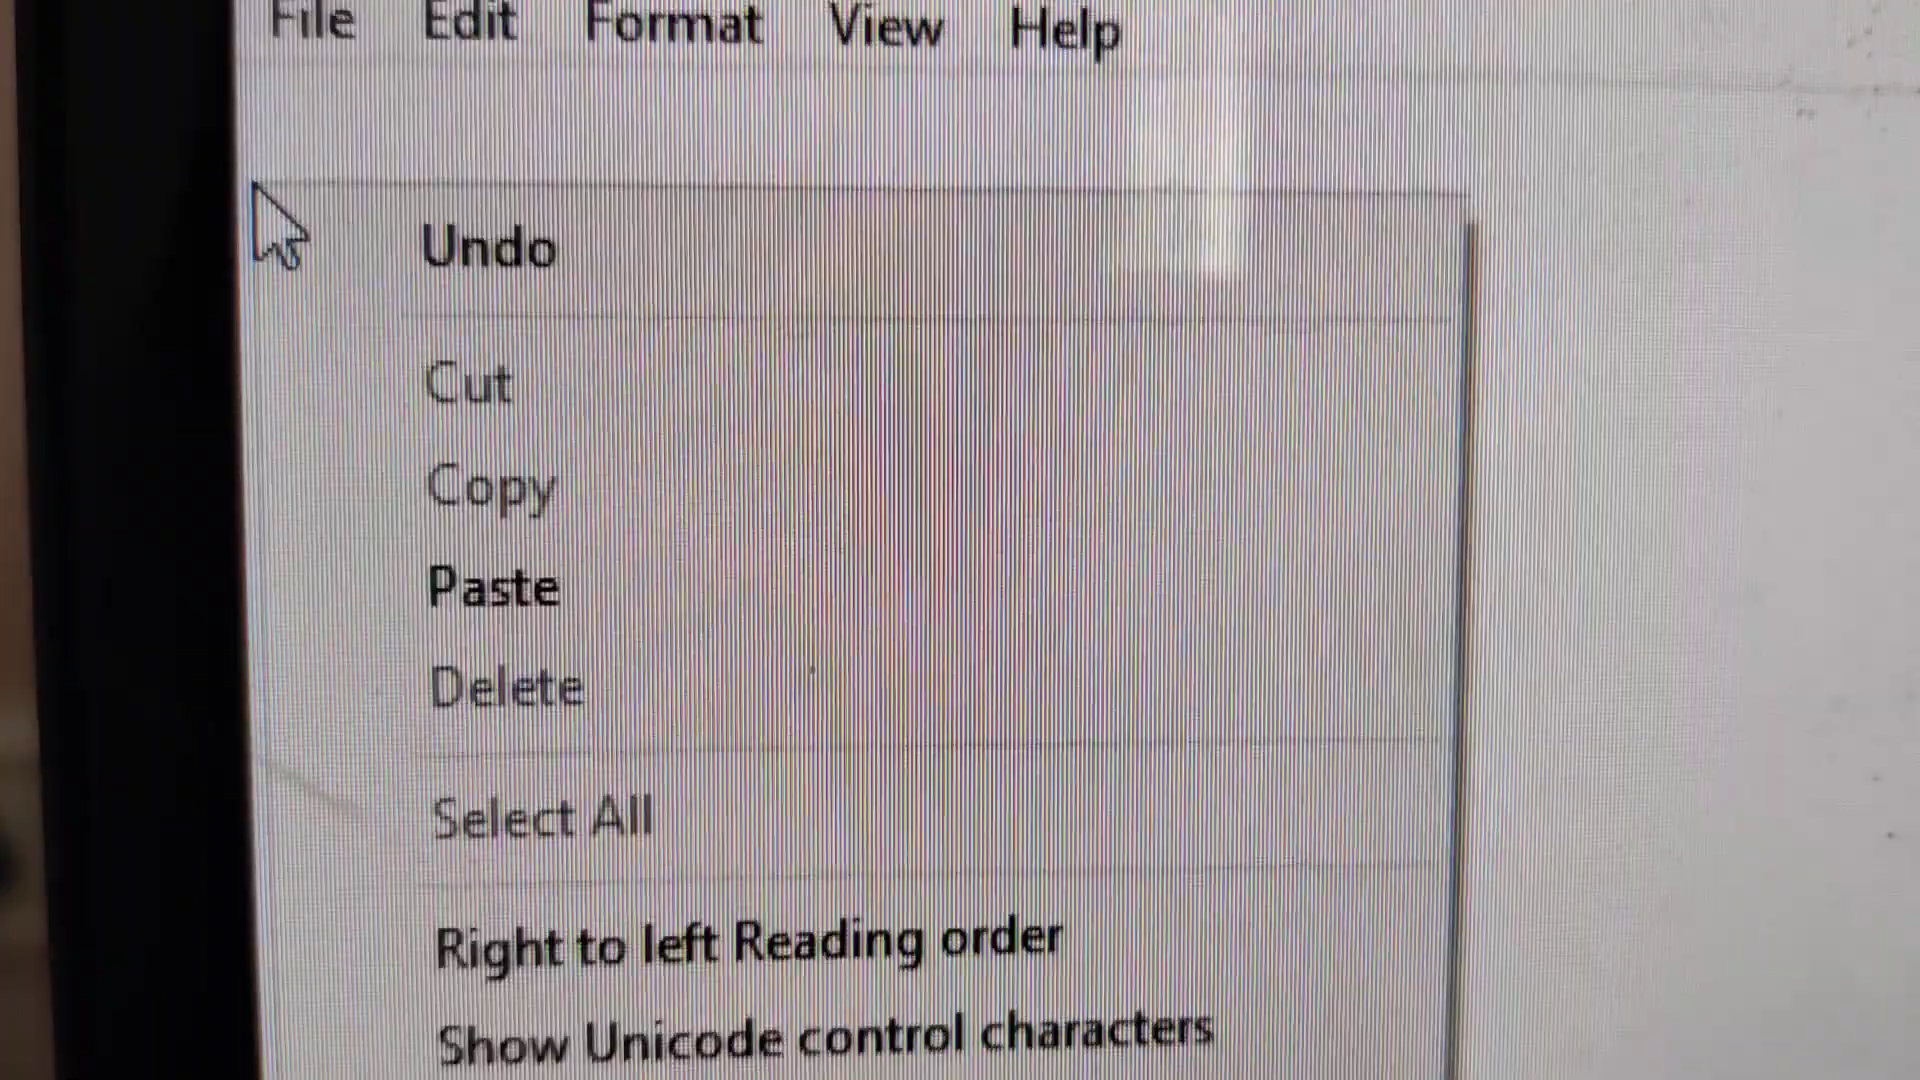 File Edit Format View Help
Undo
Cut
Copy
Paste
Delete
Select All
Right to left Reading order
Show Unicode control characters